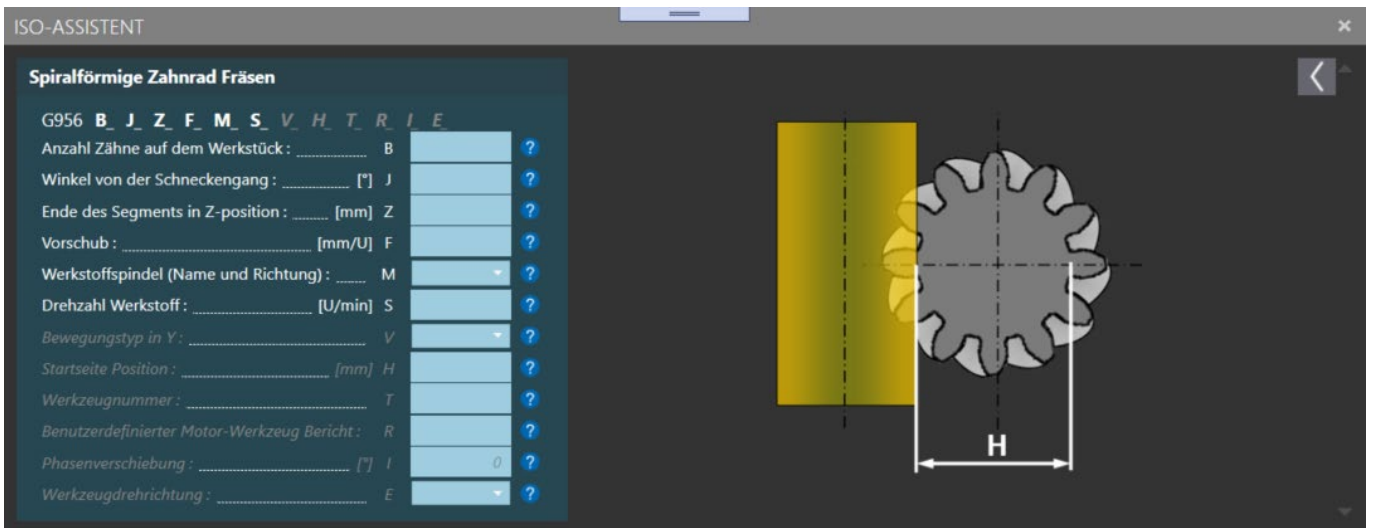 ISO-ASSISTENT ×
Spiralförmige Zahnrad Fräsen
G956 B_ J_ Z_ F_ M_ S_ V_ H_ T_ R_ I_ E_
Anzahl Zähne auf dem Werkstück : B ?
Winkel von der Schneckengang : [°] J ?
Ende des Segments in Z-position : [mm] Z ?
Vorschub : [mm/U] F ?
Werkstoffspindel (Name und Richtung) : M ?
Drehzahl Werkstoff : [U/min] S ?
Bewegungstyp in Y : V ?
Startseite Position : [mm] H ?
Werkzeugnummer : T ?
Benutzerdefinierter Motor-Werkzeug Bericht : R ?
Phasenverschiebung : [°] I 0 ?
Werkzeugdrehrichtung : E ?
H